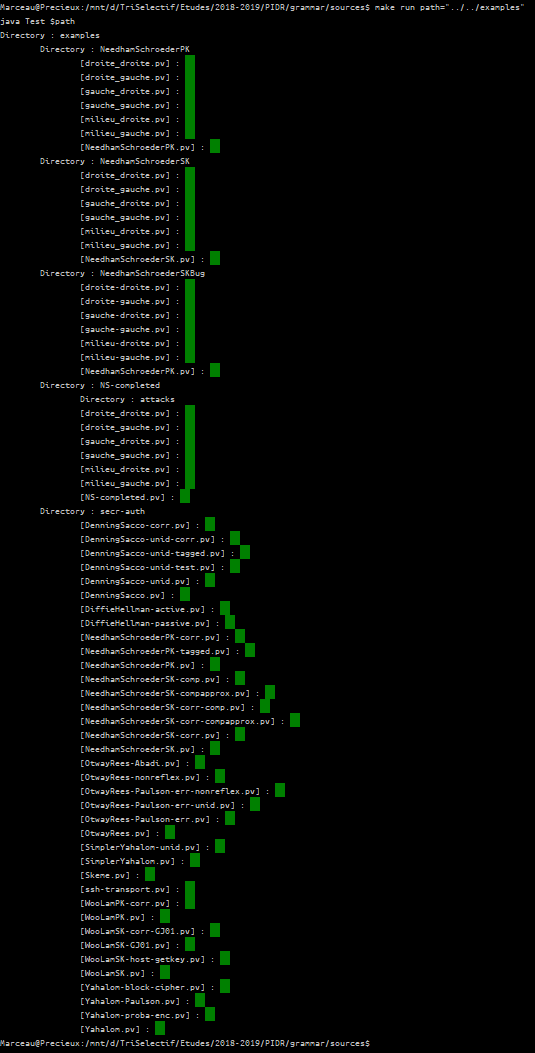 Marceau@Precieux:/mnt/d/TriSelectif/Etudes/2018-2019/PIDR/grammar/sources$ make run path="../../examples"
java Test $path
Directory : examples
Directory : NeedhamSchroederPK
[droite_droite.pv] :
[droite_gauche.pv] :
[gauche_droite.pv] :
[gauche_gauche.pv] :
[milieu_droite.pv] :
[milieu_gauche.pv] :
[NeedhamSchroederPK.pv] :
Directory : NeedhamSchroederSK
[droite_droite.pv] :
[droite_gauche.pv] :
[gauche_droite.pv] :
[gauche_gauche.pv] :
[milieu_droite.pv] :
[milieu_gauche.pv] :
[NeedhamSchroederSK.pv] :
Directory : NeedhamSchroederSKBug
[droite-droite.pv] :
[droite-gauche.pv] :
[gauche-droite.pv] :
[gauche-gauche.pv] :
[milieu-droite.pv] :
[milieu-gauche.pv] :
[NeedhamSchroederPK.pv] :
Directory : NS-completed
Directory : attacks
[droite_droite.pv] :
[droite_gauche.pv] :
[gauche_droite.pv] :
[gauche_gauche.pv] :
[milieu_droite.pv] :
[milieu_gauche.pv] :
[NS-completed.pv] :
Directory : secr-auth
[DenningSacco-corr.pv] :
[DenningSacco-unid-corr.pv] :
[DenningSacco-unid-tagged.pv] :
[DenningSacco-unid-test.pv] :
[DenningSacco-unid.pv] :
[DenningSacco.pv] :
[DiffieHellman-active.pv] :
[DiffieHellman-passive.pv] :
[NeedhamSchroederPK-corr.pv] :
[NeedhamSchroederPK-tagged.pv] :
[NeedhamSchroederPK.pv] :
[NeedhamSchroederSK-comp.pv] :
[NeedhamSchroederSK-compapprox.pv] :
[NeedhamSchroederSK-corr-comp.pv] :
[NeedhamSchroederSK-corr-compapprox.pv] :
[NeedhamSchroederSK-corr.pv] :
[NeedhamSchroederSK.pv] :
[OtwayRees-Abadi.pv] :
[OtwayRees-nonreflex.pv] :
[OtwayRees-Paulson-err-nonreflex.pv] :
[OtwayRees-Paulson-err-unid.pv] :
[OtwayRees-Paulson-err.pv] :
[OtwayRees.pv] :
[SimplerYahalom-unid.pv] :
[SimplerYahalom.pv] :
[Skeme.pv] :
[ssh-transport.pv] :
[WooLamPK-corr.pv] :
[WooLamPK.pv] :
[WooLamSK-corr-GJ01.pv] :
[WooLamSK-GJ01.pv] :
[WooLamSK-host-getkey.pv] :
[WooLamSK.pv] :
[Yahalom-block-cipher.pv] :
[Yahalom-Paulson.pv] :
[Yahalom-proba-enc.pv] :
[Yahalom.pv] :
Marceau@Precieux:/mnt/d/TriSelectif/Etudes/2018-2019/PIDR/grammar/sources$